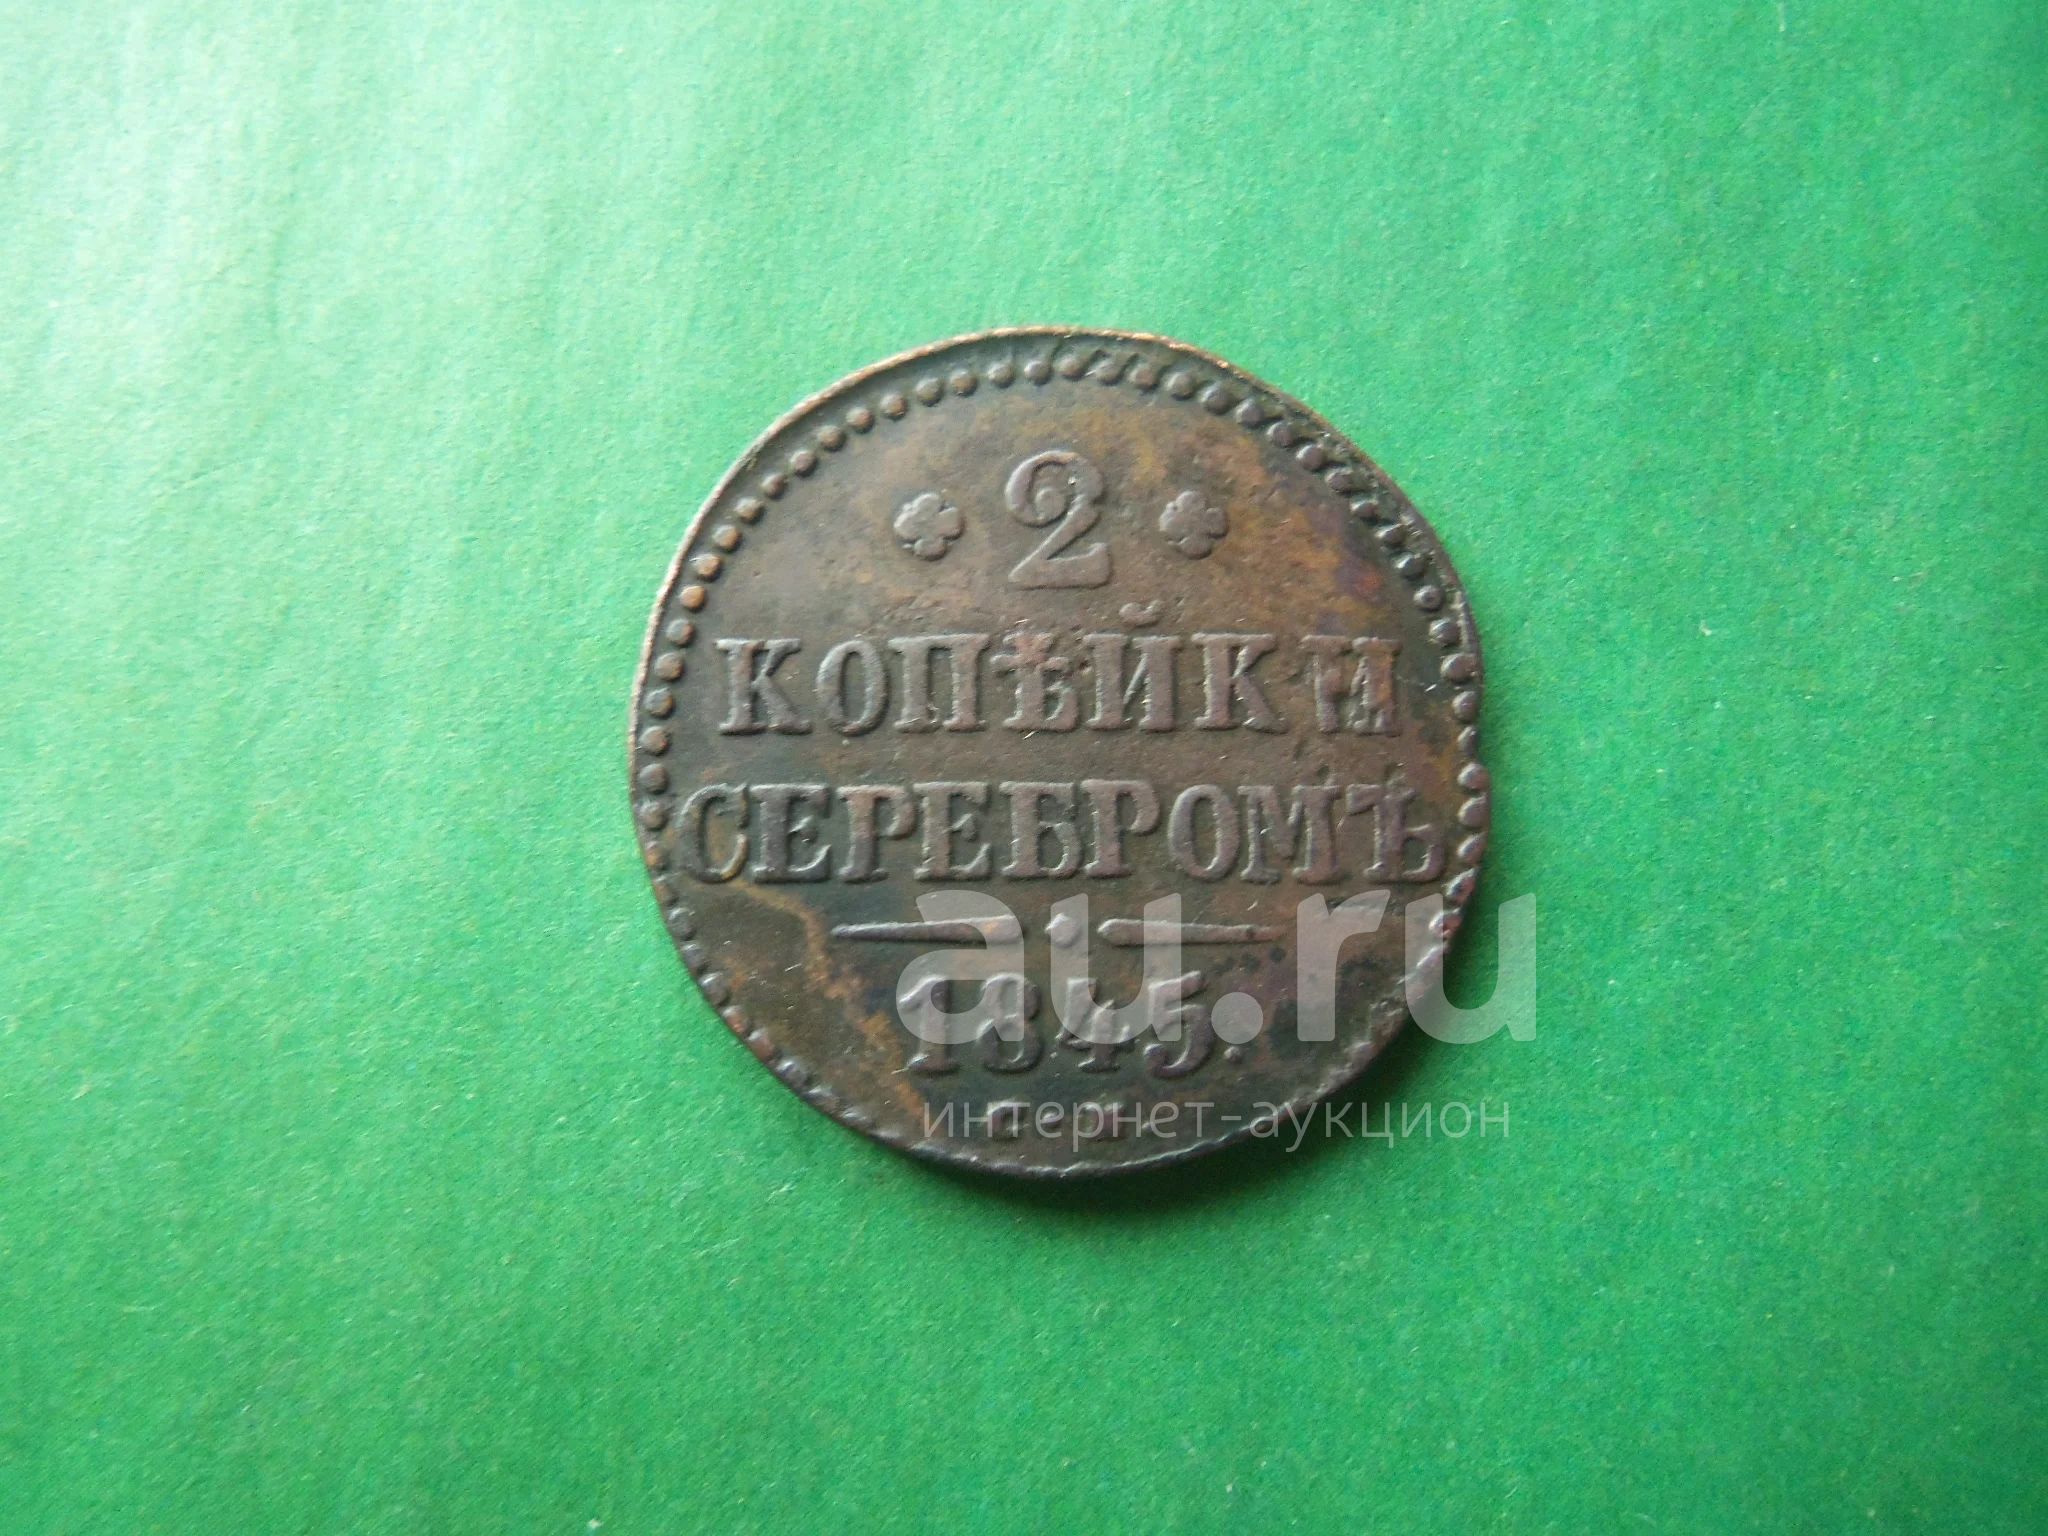 2
КОПѢЙКИ
СЕРЕБРОМЪ
1845.
au.ru
интернет-аукцион